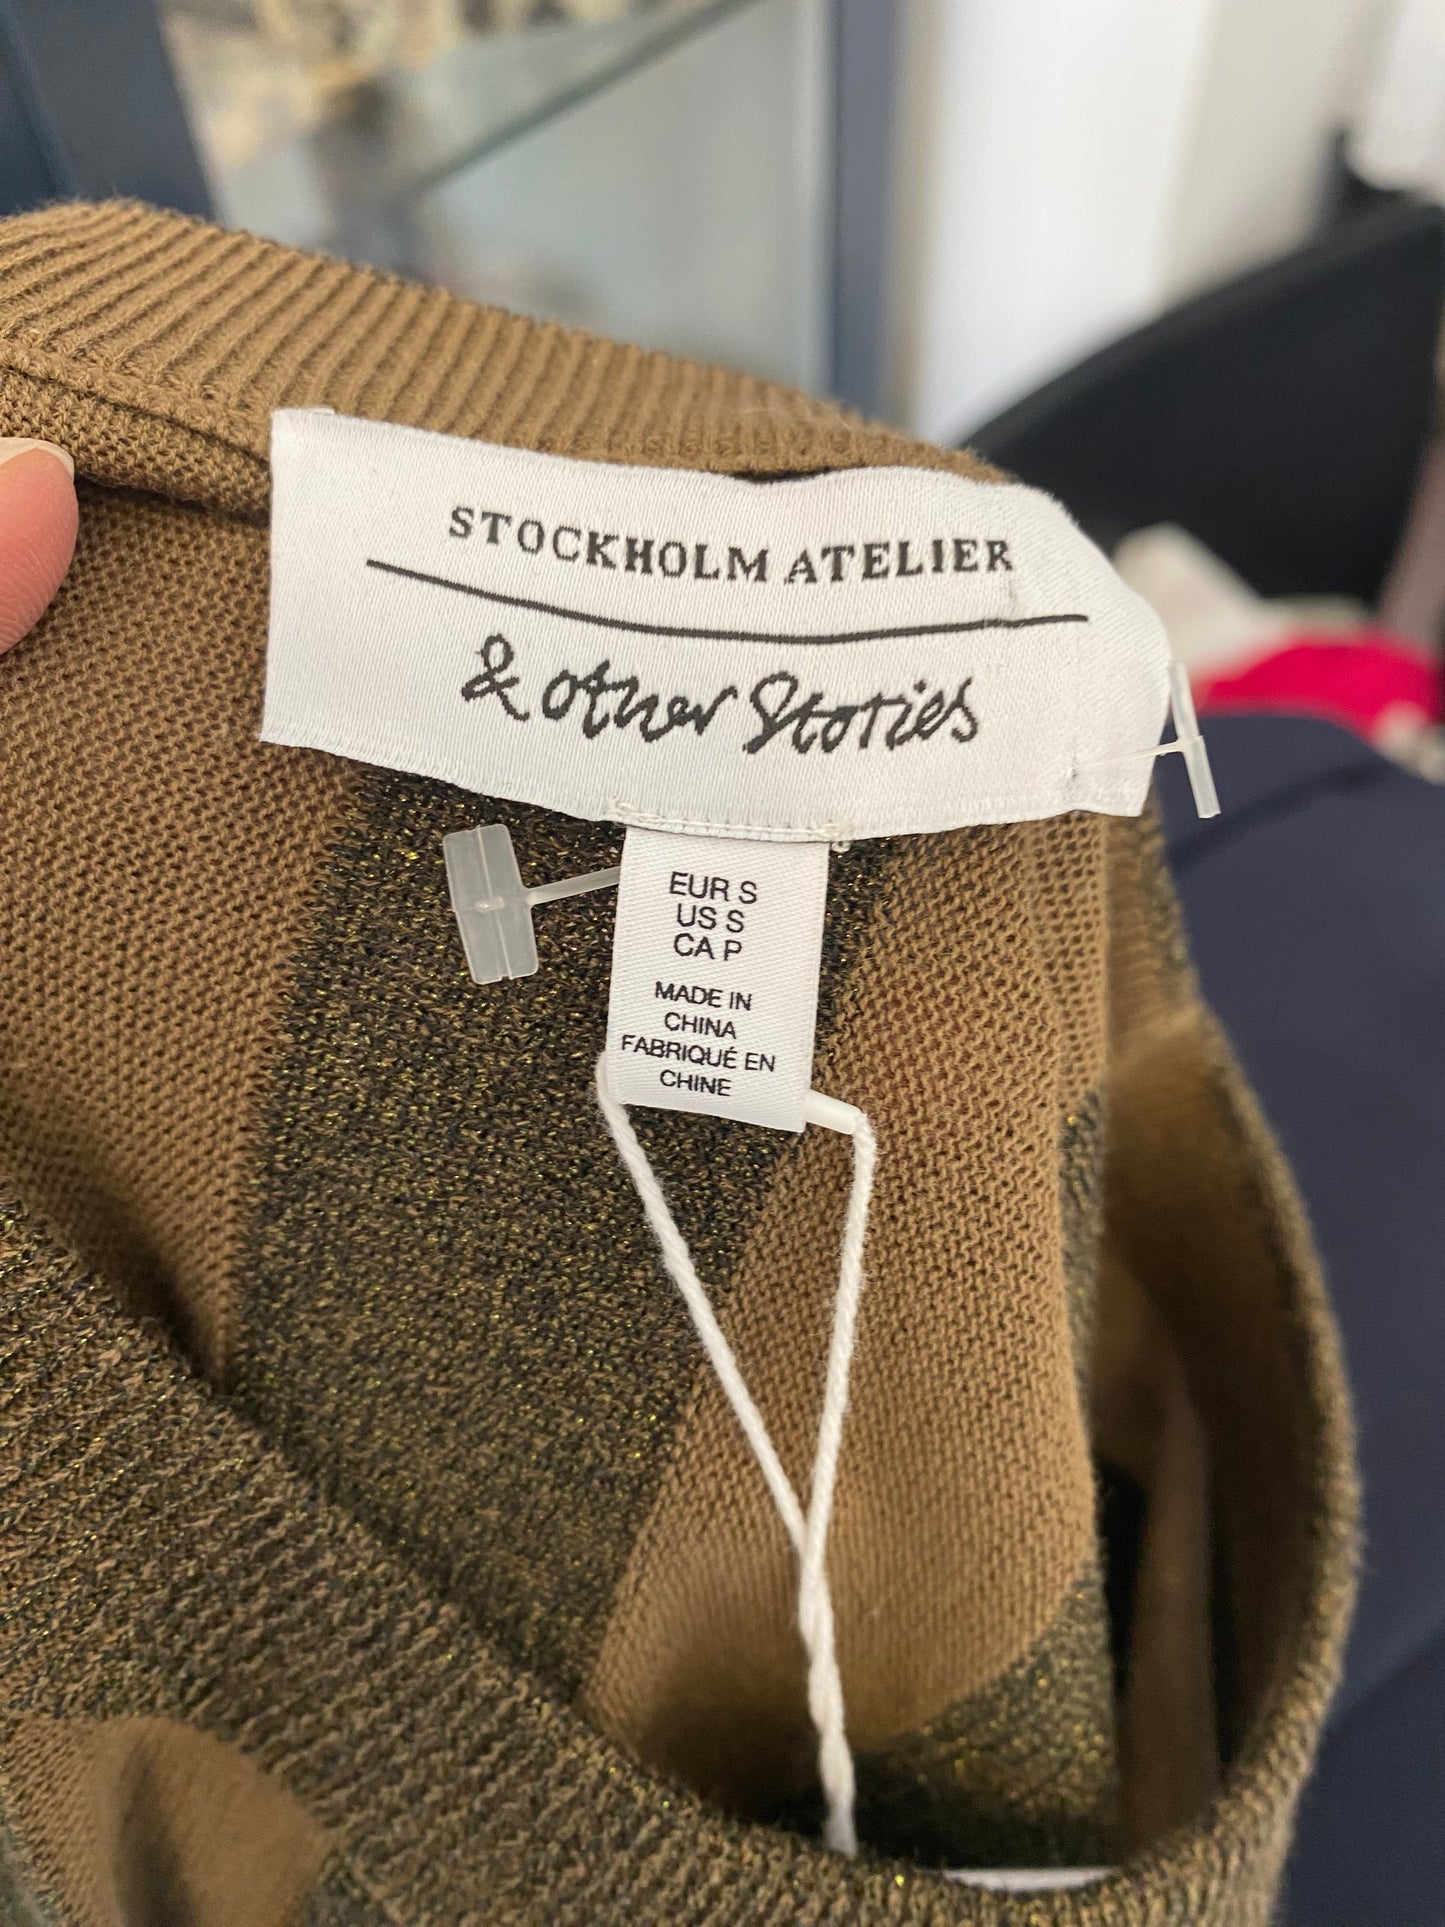 STOCKHOLM ATELIER
& other Stories
EUR S
US S
CA P
MADE IN
CHINA
FABRIQUÉ EN
CHINE